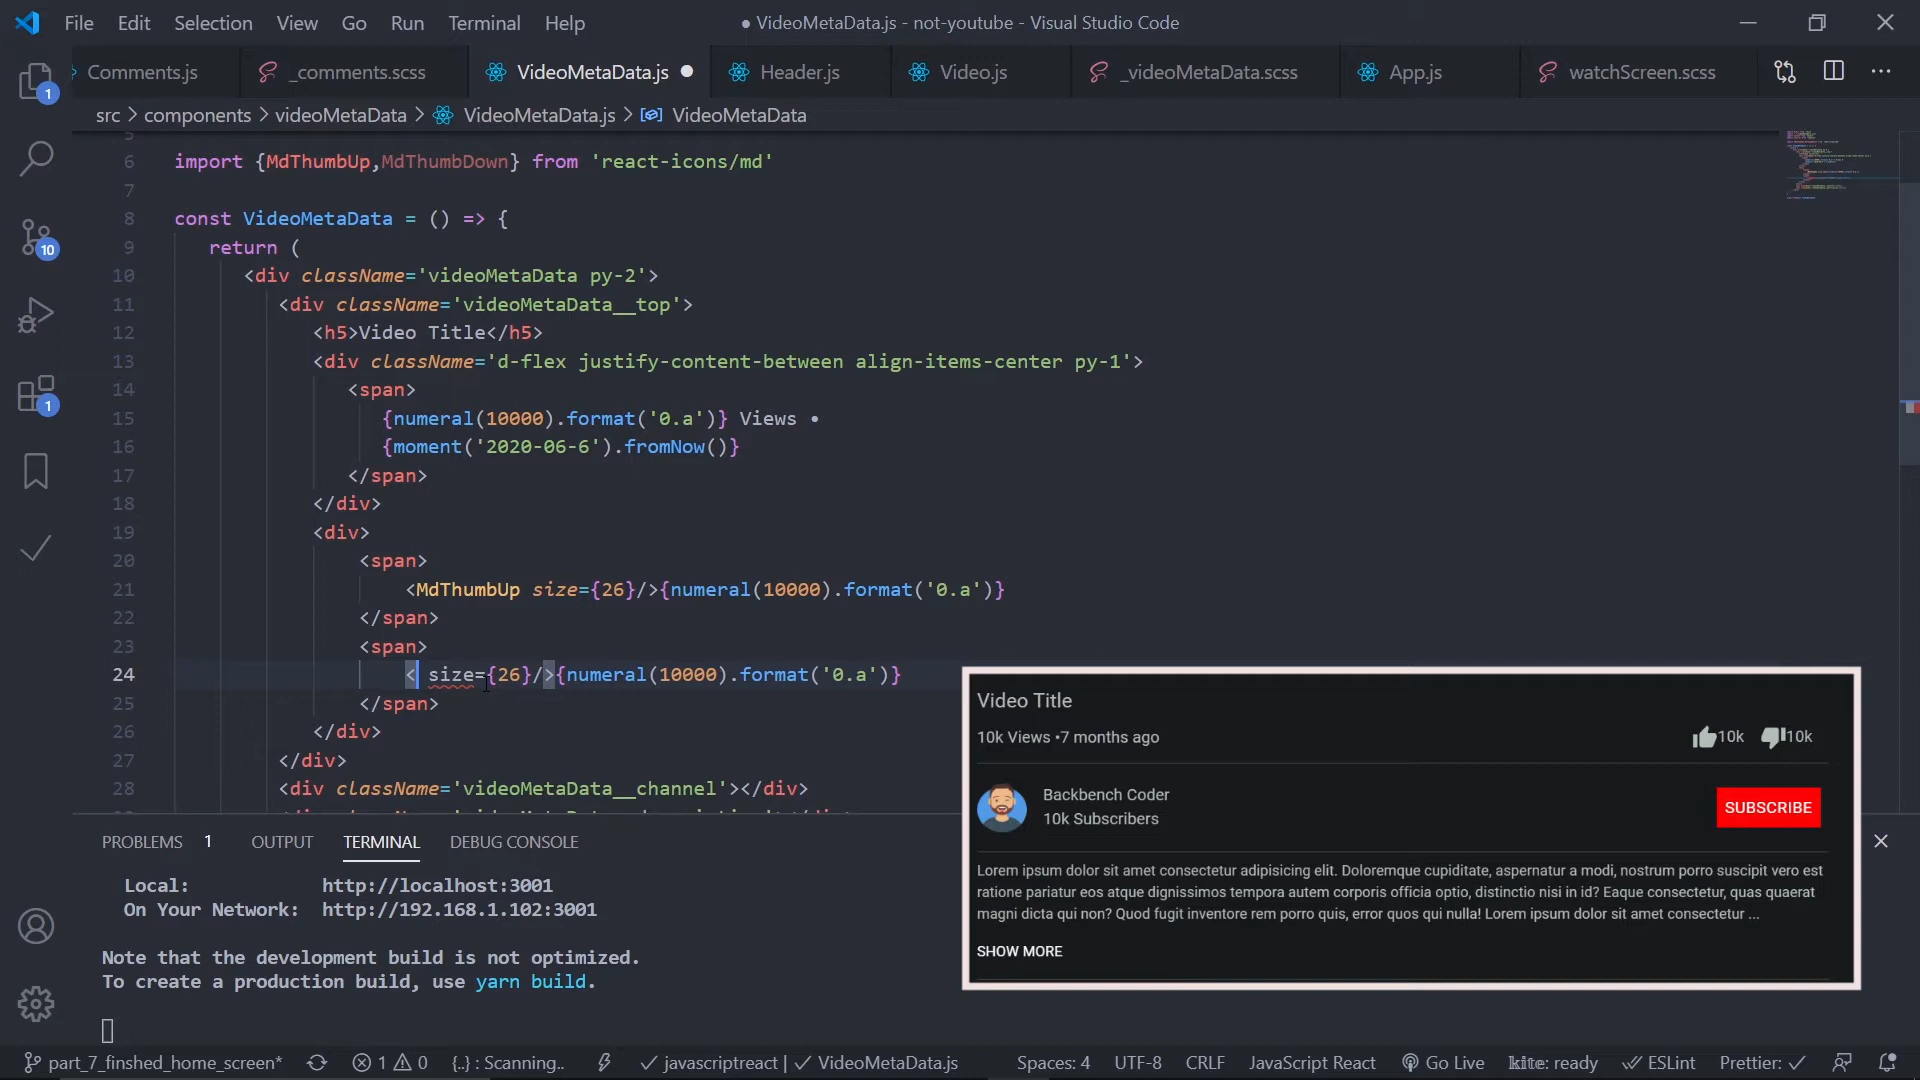 File Edit Selection View Go Run Terminal Help
● VideoMetaData.js - not-youtube - Visual Studio Code
Comments.js _comments.scss VideoMetaData.js Header.js Video.js _videoMetaData.scss App.js watchScreen.scss
src > components > videoMetaData > VideoMetaData.js > VideoMetaData
5
6 import {MdThumbUp,MdThumbDown} from 'react-icons/md'
7
8 const VideoMetaData = () => {
9 return (
10 <div className='videoMetaData py-2'>
11 <div className='videoMetaData__top'>
12 <h5>Video Title</h5>
13 <div className='d-flex justify-content-between align-items-center py-1'>
14 <span>
15 {numeral(10000).format('0.a')} Views •
16 {moment('2020-06-6').fromNow()}
17 </span>
18 </div>
19 <div>
20 <span>
21 <MdThumbUp size={26}/>{numeral(10000).format('0.a')}
22 </span>
23 <span>
24 < size={26}/>{numeral(10000).format('0.a')}
25 </span>
26 </div>
27 </div>
28 <div className='videoMetaData__channel'></div>
1
10
1
Video Title
10k Views •7 months ago
10k 10k
Backbench Coder
10k Subscribers
SUBSCRIBE
Lorem ipsum dolor sit amet consectetur adipisicing elit. Doloremque cupiditate, aspernatur a modi, nostrum porro suscipit vero est
ratione pariatur eos atque dignissimos tempora autem corporis officia optio, distinctio nisi in id? Eaque consectetur, quas quaerat
magni dicta qui non? Quod fugit inventore rem porro quis, error quos qui nulla! Lorem ipsum dolor sit amet consectetur ...
SHOW MORE
PROBLEMS 1 OUTPUT TERMINAL DEBUG CONSOLE
Local: http://localhost:3001
On Your Network: http://192.168.1.102:3001
Note that the development build is not optimized.
To create a production build, use yarn build.
part_7_finshed_home_screen* 1 0 {..} : Scanning.. javascriptreact | VideoMetaData.js Spaces: 4 UTF-8 CRLF JavaScript React Go Live kite: ready ESLint Prettier: